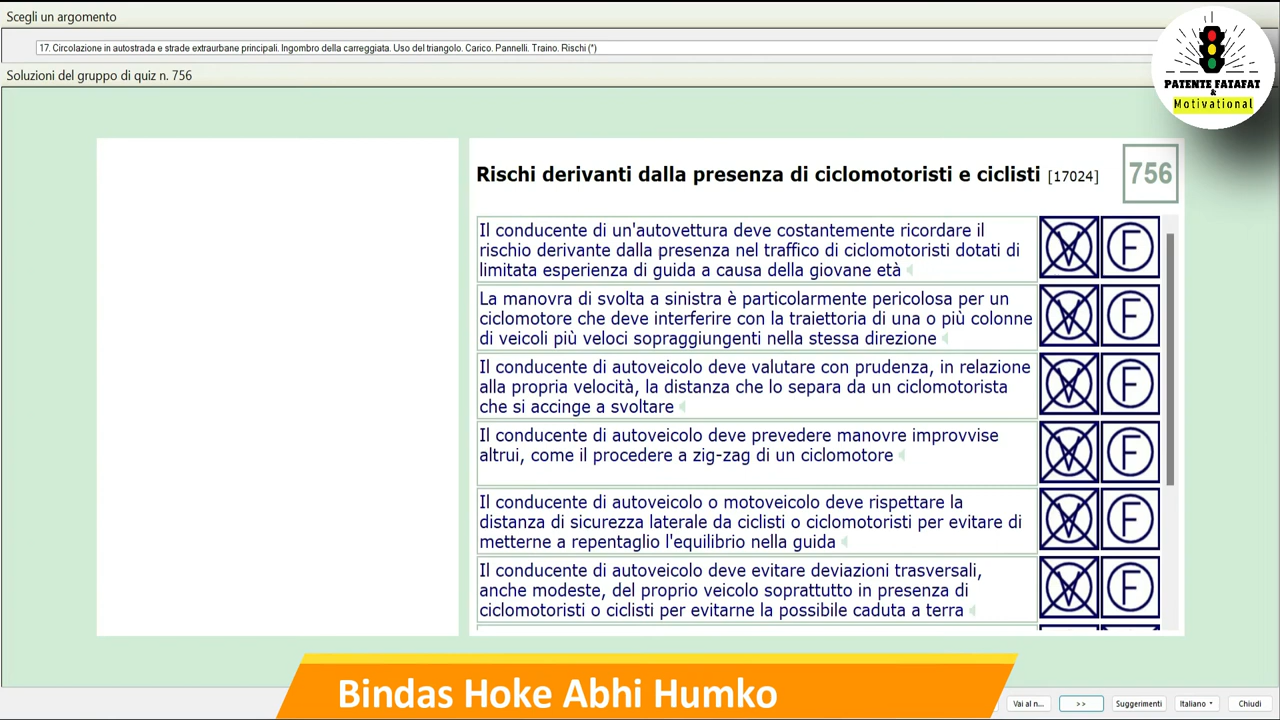 Scegli un argomento
17. Circolazione in autostrada e strade extraurbane principali. Ingombro della carreggiata. Uso del triangolo. Carico. Pannelli. Traino. Rischi (*)
Soluzioni del gruppo di quiz n. 756
PATENTE FATAFAT
&
Motivational
Rischi derivanti dalla presenza di ciclomotoristi e ciclisti [17024]
756
Il conducente di un'autovettura deve costantemente ricordare il
rischio derivante dalla presenza nel traffico di ciclomotoristi dotati di
limitata esperienza di guida a causa della giovane età
V F
La manovra di svolta a sinistra è particolarmente pericolosa per un
ciclomotore che deve interferire con la traiettoria di una o più colonne
di veicoli più veloci sopraggiungenti nella stessa direzione
V F
Il conducente di autoveicolo deve valutare con prudenza, in relazione
alla propria velocità, la distanza che lo separa da un ciclomotorista
che si accinge a svoltare
V F
Il conducente di autoveicolo deve prevedere manovre improvvise
altrui, come il procedere a zig-zag di un ciclomotore
V F
Il conducente di autoveicolo o motoveicolo deve rispettare la
distanza di sicurezza laterale da ciclisti o ciclomotoristi per evitare di
metterne a repentaglio l'equilibrio nella guida
V F
Il conducente di autoveicolo deve evitare deviazioni trasversali,
anche modeste, del proprio veicolo soprattutto in presenza di
ciclomotoristi o ciclisti per evitarne la possibile caduta a terra
V F
Bindas Hoke Abhi Humko
Vai al n... >> Suggerimenti Italiano Chiudi